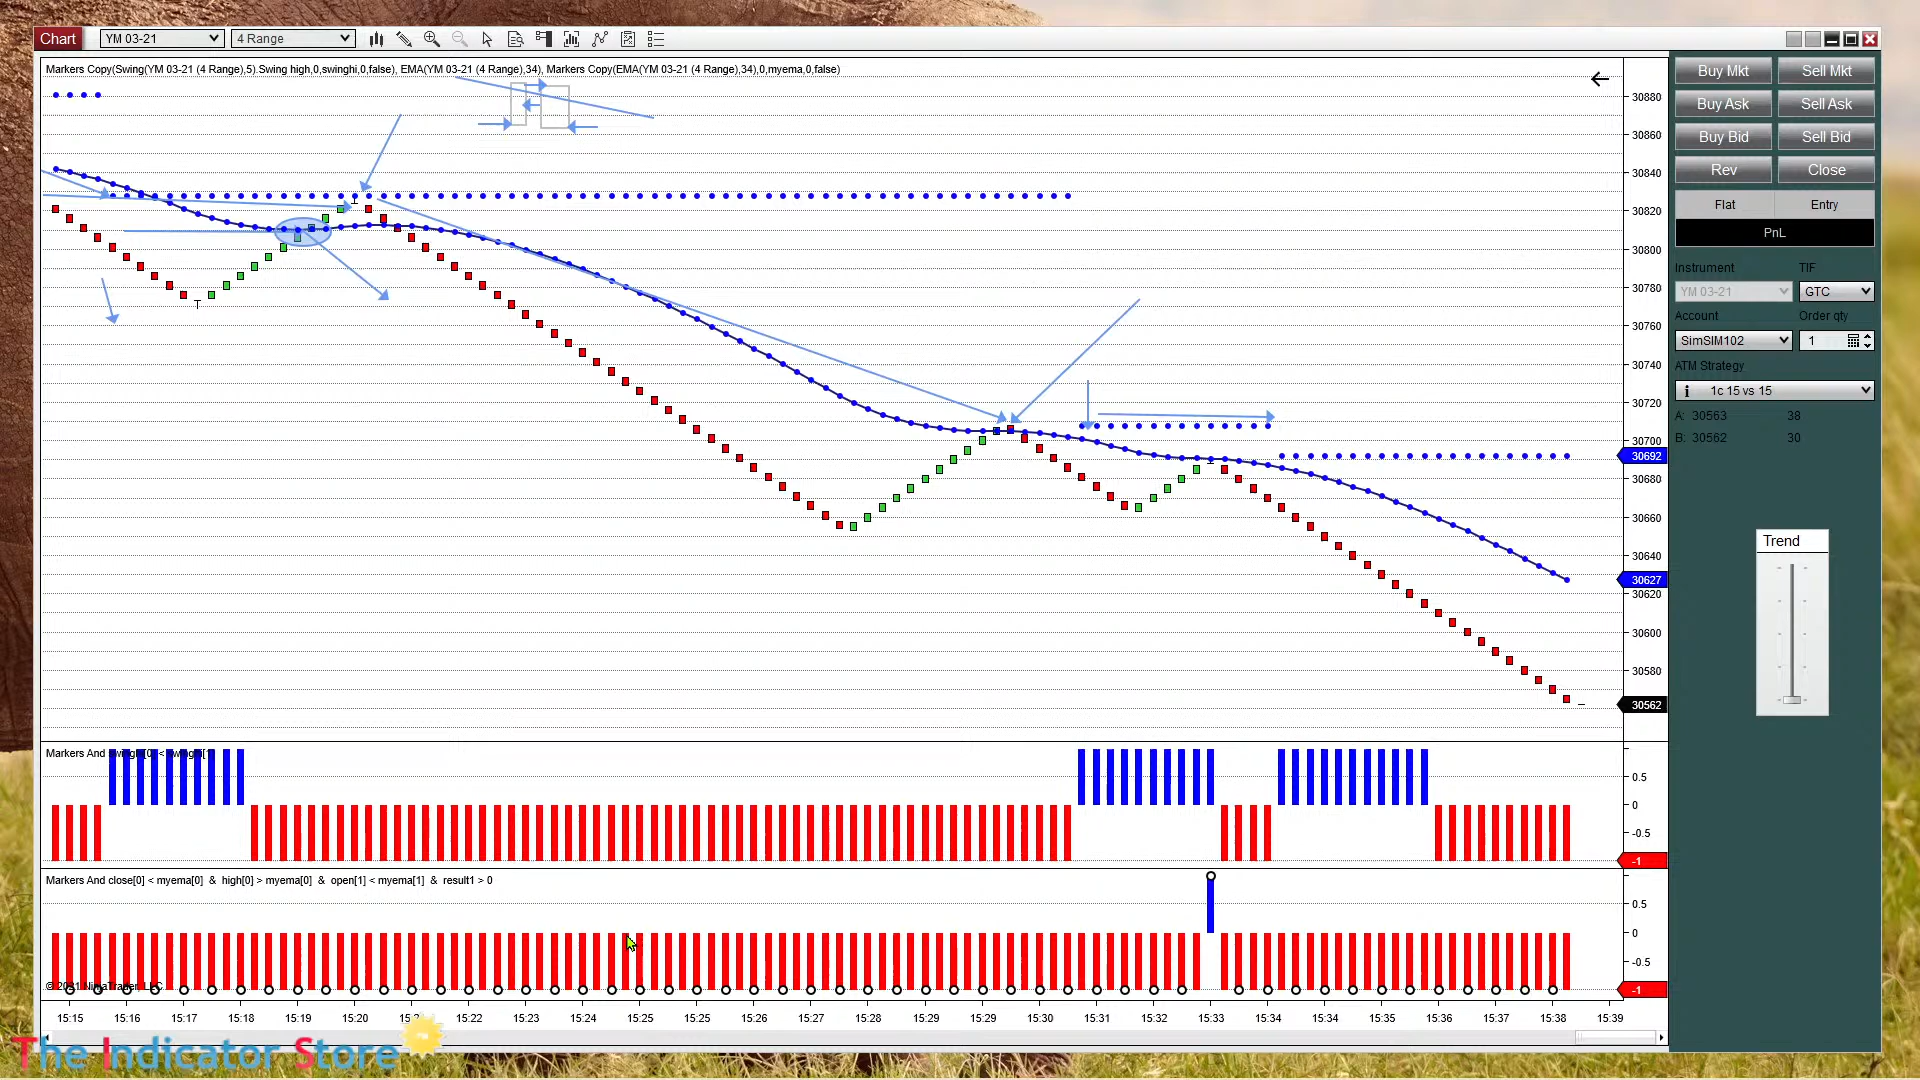 Chart YM 03-21 4 Range
Markers Copy(Swing(YM 03-21 (4 Range),5).Swing high,0,swinghi,0,false), EMA(YM 03-21 (4 Range),34), Markers Copy(EMA(YM 03-21 (4 Range),34),0,myema,0,false)
30880
30860
30840
30820
30800
30780
30760
30740
30720
30700
30692
30680
30660
30640
30627
30620
30600
30580
30562
Buy Mkt Sell Mkt
Buy Ask Sell Ask
Buy Bid Sell Bid
Rev Close
Flat Entry
PnL
Instrument TIF
YM 03-21 GTC
Account Order qty
SimSIM102 1
ATM Strategy
1c 15 vs 15
A: 30563 38
B: 30562 30
Trend
Markers And swinghi[0] < swinghi[1]
0.5
0
-0.5
-1
Markers And close[0] < myema[0] & high[0] > myema[0] & open[1] < myema[1] & result1 > 0
0.5
0
-0.5
-1
© 2021 NinjaTrader, LLC
15:15 15:16 15:17 15:18 15:19 15:20 15:23 15:23 15:24 15:25 15:25 15:26 15:27 15:27 15:28 15:29 15:29 15:30 15:31 15:32 15:33 15:34 15:35 15:36 15:37 15:38 15:39
The Indicator Store